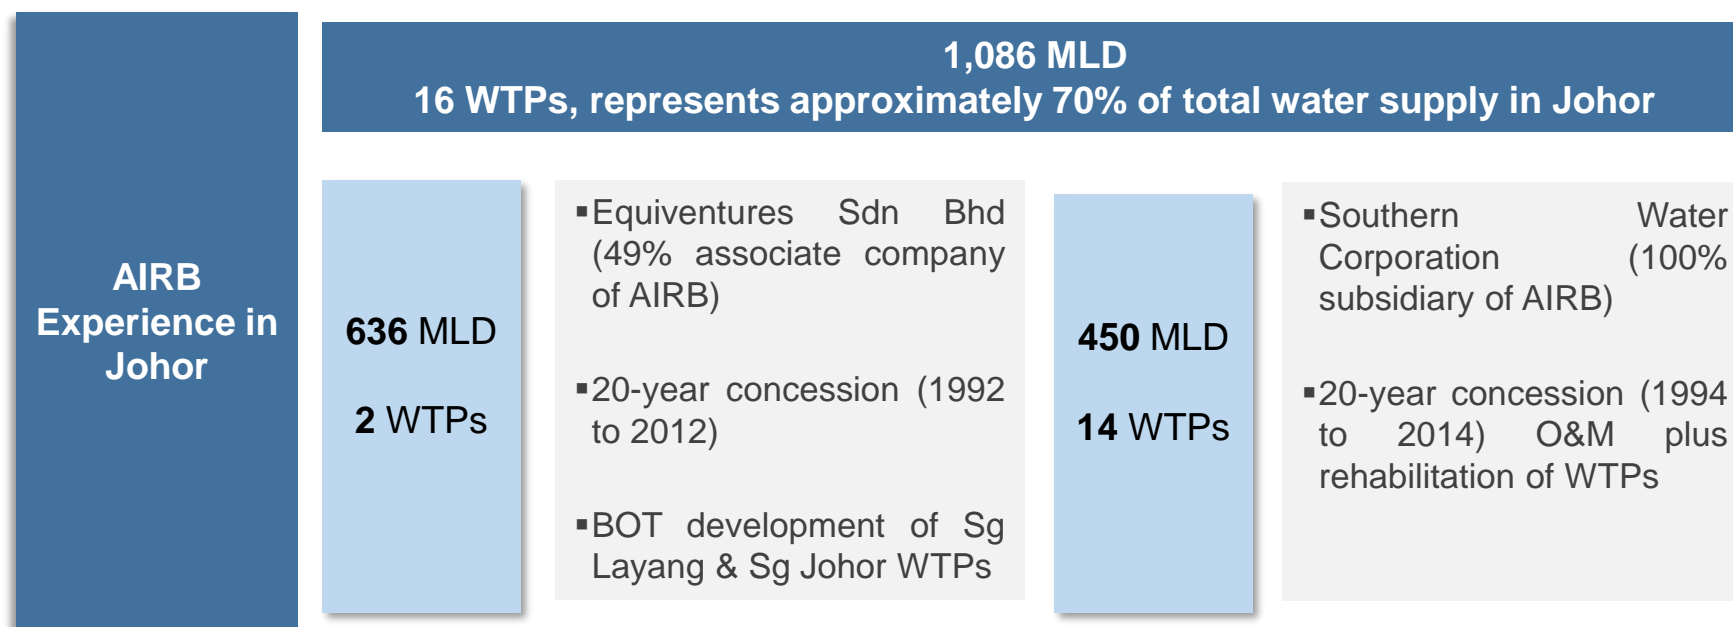 AIRB
Experience in
Johor
1,086 MLD
16 WTPs, represents approximately 70% of total water supply in Johor
636 MLD
2 WTPs
▪Equiventures Sdn Bhd
(49% associate company
of AIRB)
▪20-year concession (1992
to 2012)
▪BOT development of Sg
Layang & Sg Johor WTPs
450 MLD
14 WTPs
▪Southern Water
Corporation (100%
subsidiary of AIRB)
▪20-year concession (1994
to 2014) O&M plus
rehabilitation of WTPs